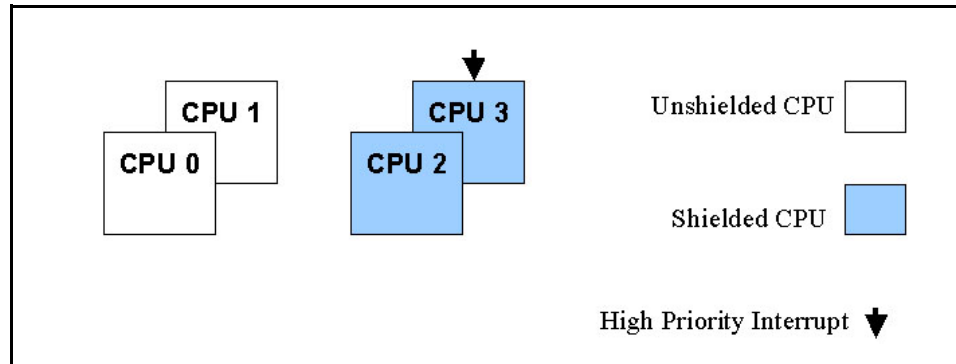 CPU 1
CPU 0
CPU 3
CPU 2
Unshielded CPU
Shielded CPU
High Priority Interrupt